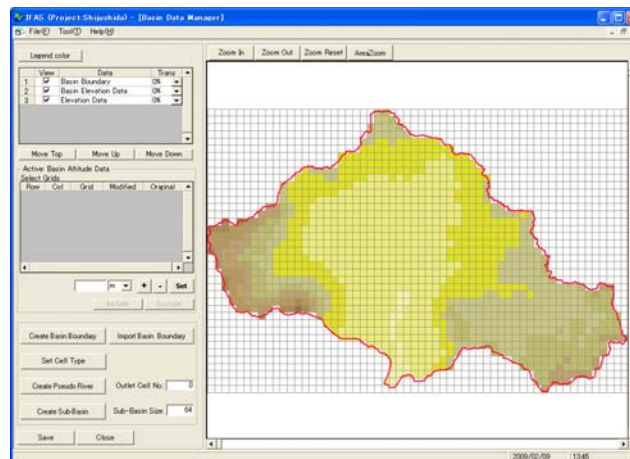 IFAS (Project:Shijushida) - [Basin Data Manager]
File(F) Tool(T) Help(H)
Legend color
Zoom In Zoom Out Zoom Reset AreaZoom
View Data Trans
1 Basin Boundary 0%
2 Basin Elevation Data 0%
3 Elevation Data 0%
Move Top Move Up Move Down
Active: Basin Altitude Data
Select Grids
Row Col Grid Modified Original
m + - Set
Include Exclude
Create Basin Boundary Import Basin Boundary
Set Cell Type
Create Pseudo River Outlet Cell No. 0
Create Sub-Basin Sub-Basin Size 64
Save Close
2009/02/09 13:45